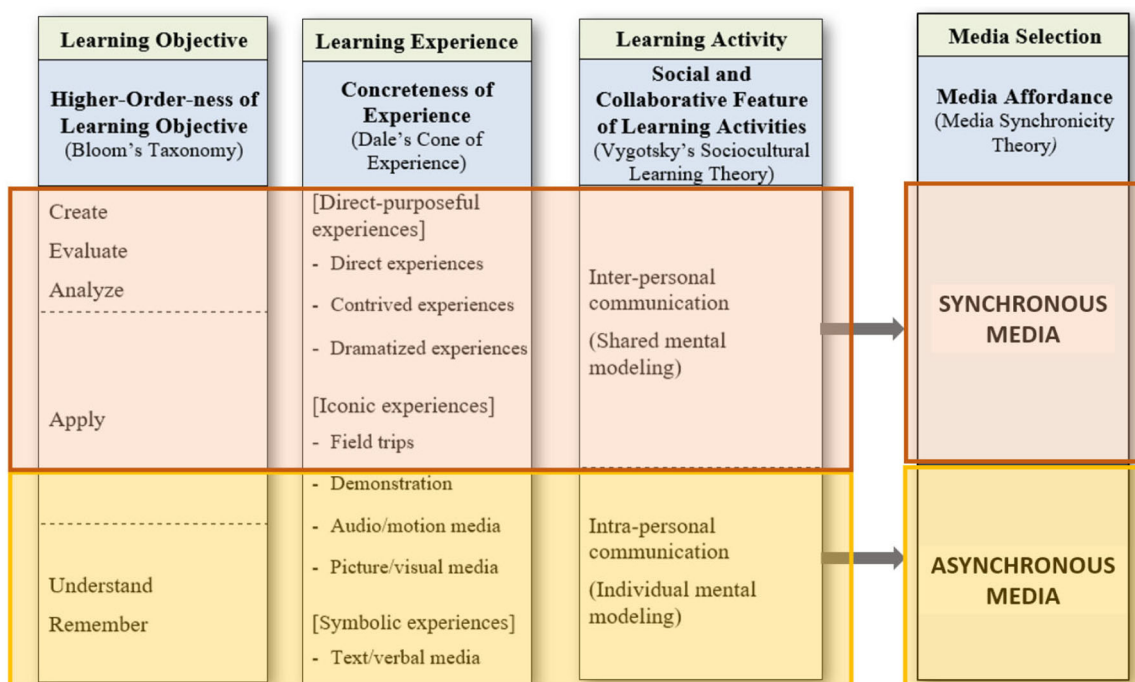 Learning Objective
Higher-Order-ness of
Learning Objective
(Bloom's Taxonomy)
Create
Evaluate
Analyze
Apply
Understand
Remember
Learning Experience
Concreteness of
Experience
(Dale's Cone of
Experience)
[Direct-purposeful
experiences]
- Direct experiences
- Contrived experiences
- Dramatized experiences
[Iconic experiences]
- Field trips
- Demonstration
- Audio/motion media
- Picture/visual media
[Symbolic experiences]
- Text/verbal media
Learning Activity
Social and
Collaborative Feature
of Learning Activities
(Vygotsky's Sociocultural
Learning Theory)
Inter-personal
communication
(Shared mental
modeling)
Intra-personal
communication
(Individual mental
modeling)
Media Selection
Media Affordance
(Media Synchronicity
Theory)
SYNCHRONOUS
MEDIA
ASYNCHRONOUS
MEDIA